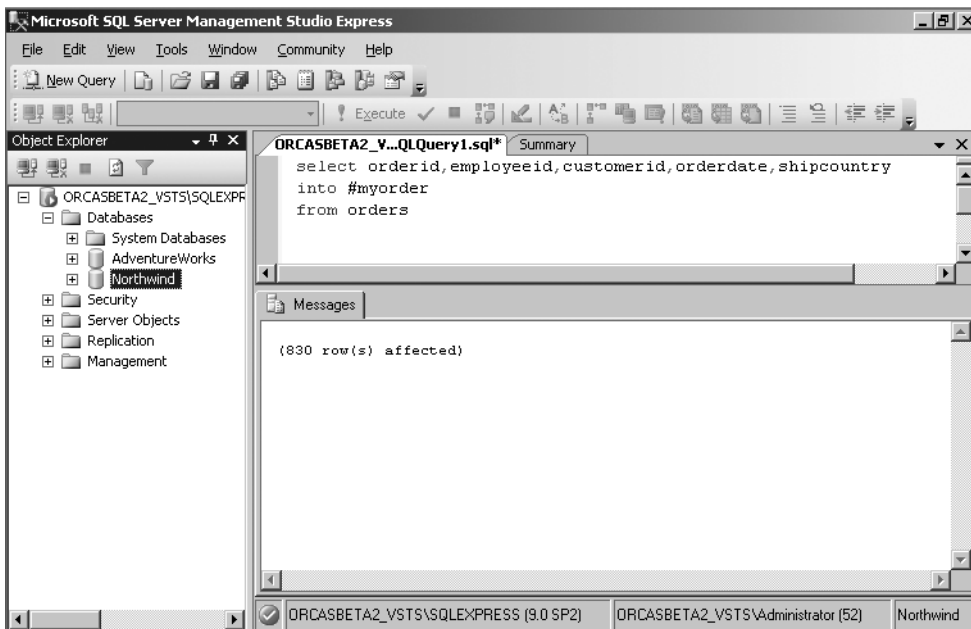 Microsoft SQL Server Management Studio Express
File Edit View Tools Window Community Help
New Query
Execute
Object Explorer
ORCASBETA2_VSTS\SQLEXPR
Databases
System Databases
AdventureWorks
Northwind
Security
Server Objects
Replication
Management
ORCASBETA2_V...QLQuery1.sql* Summary
select orderid,employeeid,customerid,orderdate,shipcountry
into #myorder
from orders
Messages
(830 row(s) affected)
ORCASBETA2_VSTS\SQLEXPRESS (9.0 SP2) ORCASBETA2_VSTS\Administrator (52) Northwind